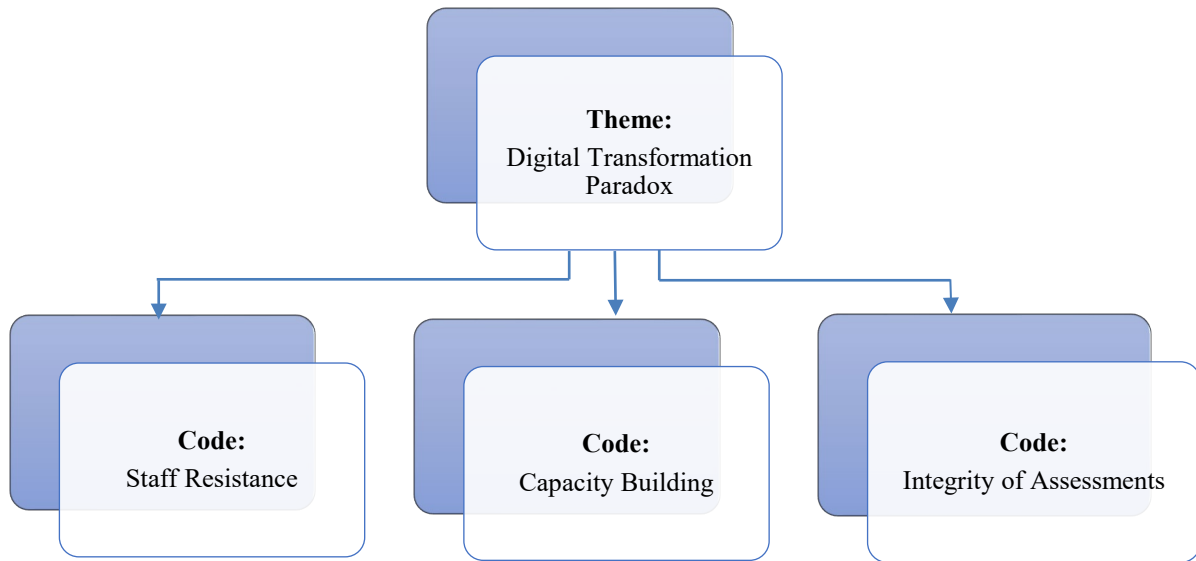 Theme:
Digital Transformation
Paradox
Code:
Staff Resistance
Code:
Capacity Building
Code:
Integrity of Assessments